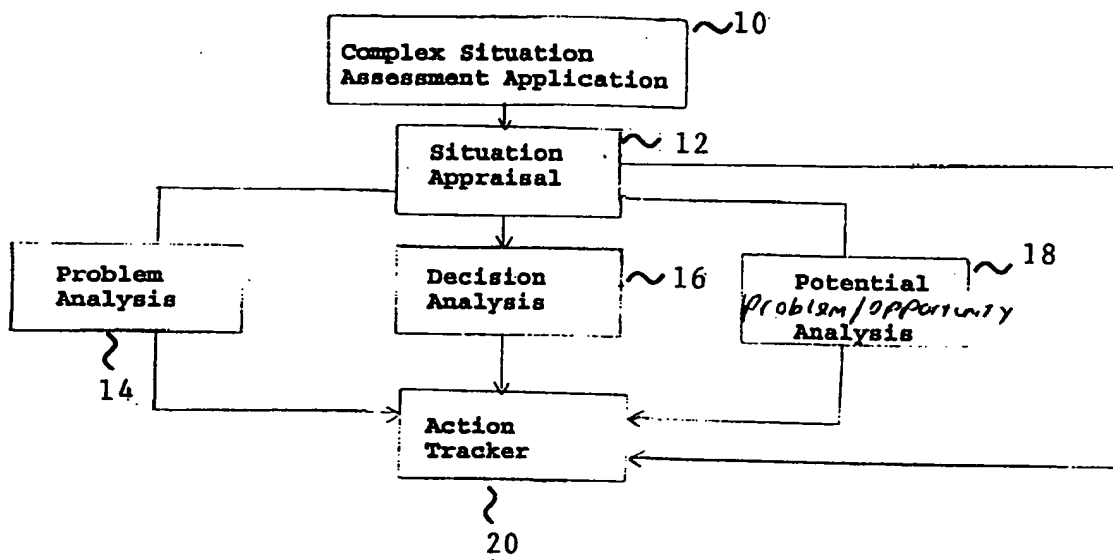 10
Complex Situation
Assessment Application
12
Situation
Appraisal
Problem
Analysis
14
Decision
Analysis
16
18
Potential
Problem/Opportunity
Analysis
Action
Tracker
20